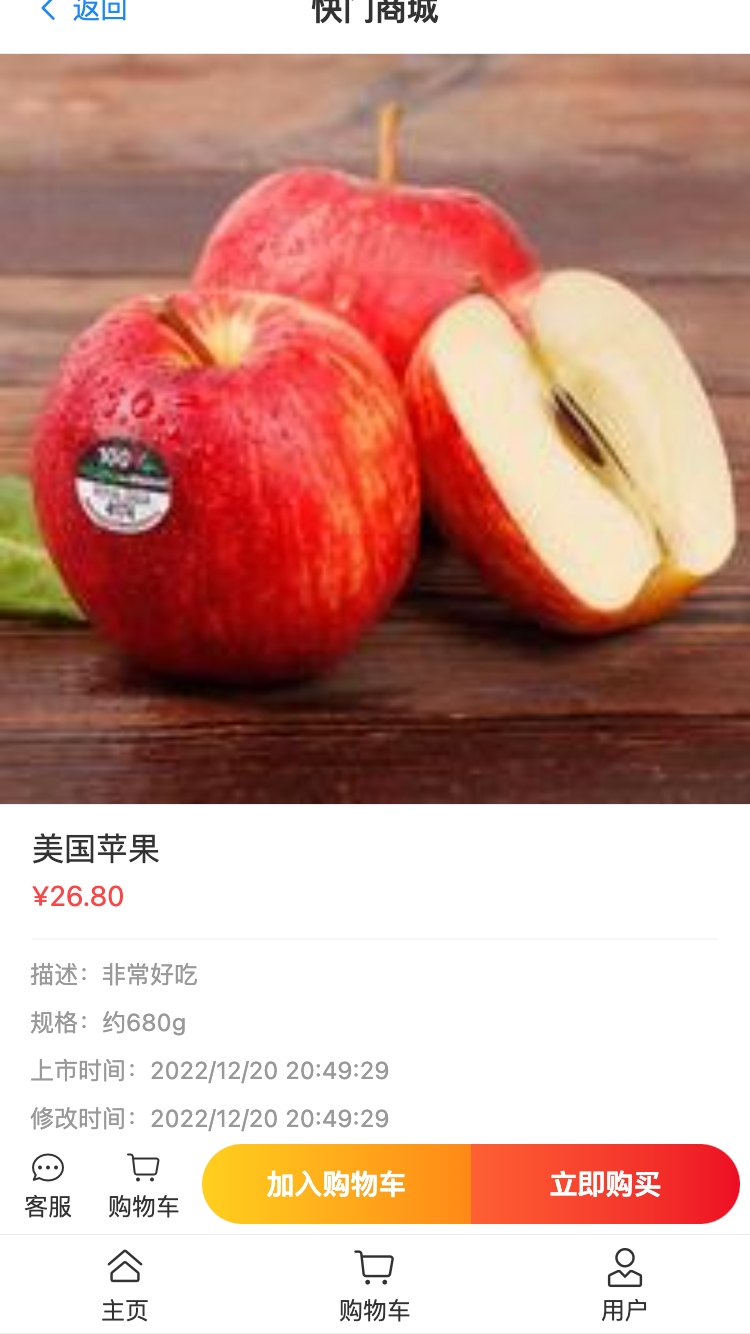 返回
快门商城
100
美国苹果
¥26.80
描述：非常好吃
规格：约680g
上市时间：2022/12/20 20:49:29
修改时间：2022/12/20 20:49:29
客服
购物车
加入购物车
立即购买
主页
购物车
用户